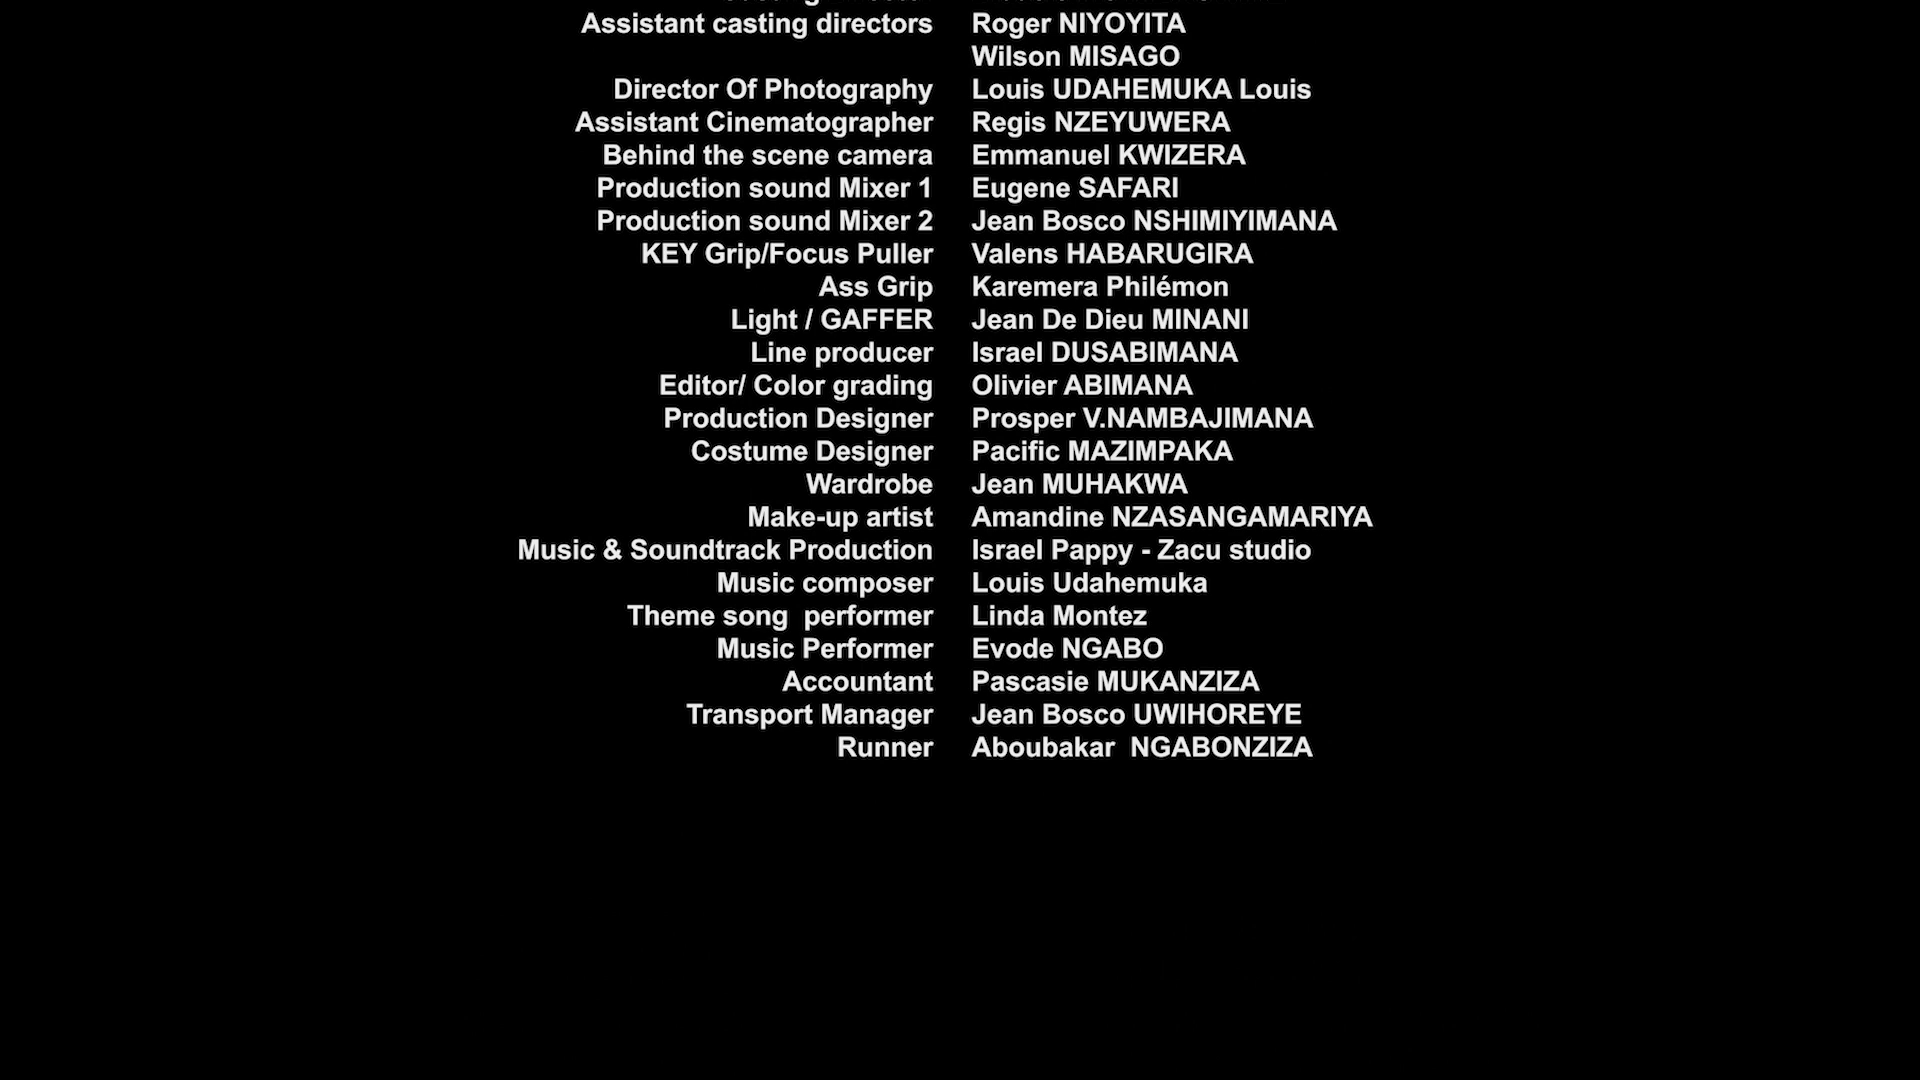 Assistant casting directors Roger NIYOYITA
Wilson MISAGO
Director Of Photography Louis UDAHEMUKA Louis
Assistant Cinematographer Regis NZEYUWERA
Behind the scene camera Emmanuel KWIZERA
Production sound Mixer 1 Eugene SAFARI
Production sound Mixer 2 Jean Bosco NSHIMIYIMANA
KEY Grip/Focus Puller Valens HABARUGIRA
Ass Grip Karemera Philémon
Light / GAFFER Jean De Dieu MINANI
Line producer Israel DUSABIMANA
Editor/ Color grading Olivier ABIMANA
Production Designer Prosper V.NAMBAJIMANA
Costume Designer Pacific MAZIMPAKA
Wardrobe Jean MUHAKWA
Make-up artist Amandine NZASANGAMARIYA
Music & Soundtrack Production Israel Pappy - Zacu studio
Music composer Louis Udahemuka
Theme song  performer Linda Montez
Music Performer Evode NGABO
Accountant Pascasie MUKANZIZA
Transport Manager Jean Bosco UWIHOREYE
Runner Aboubakar  NGABONZIZA